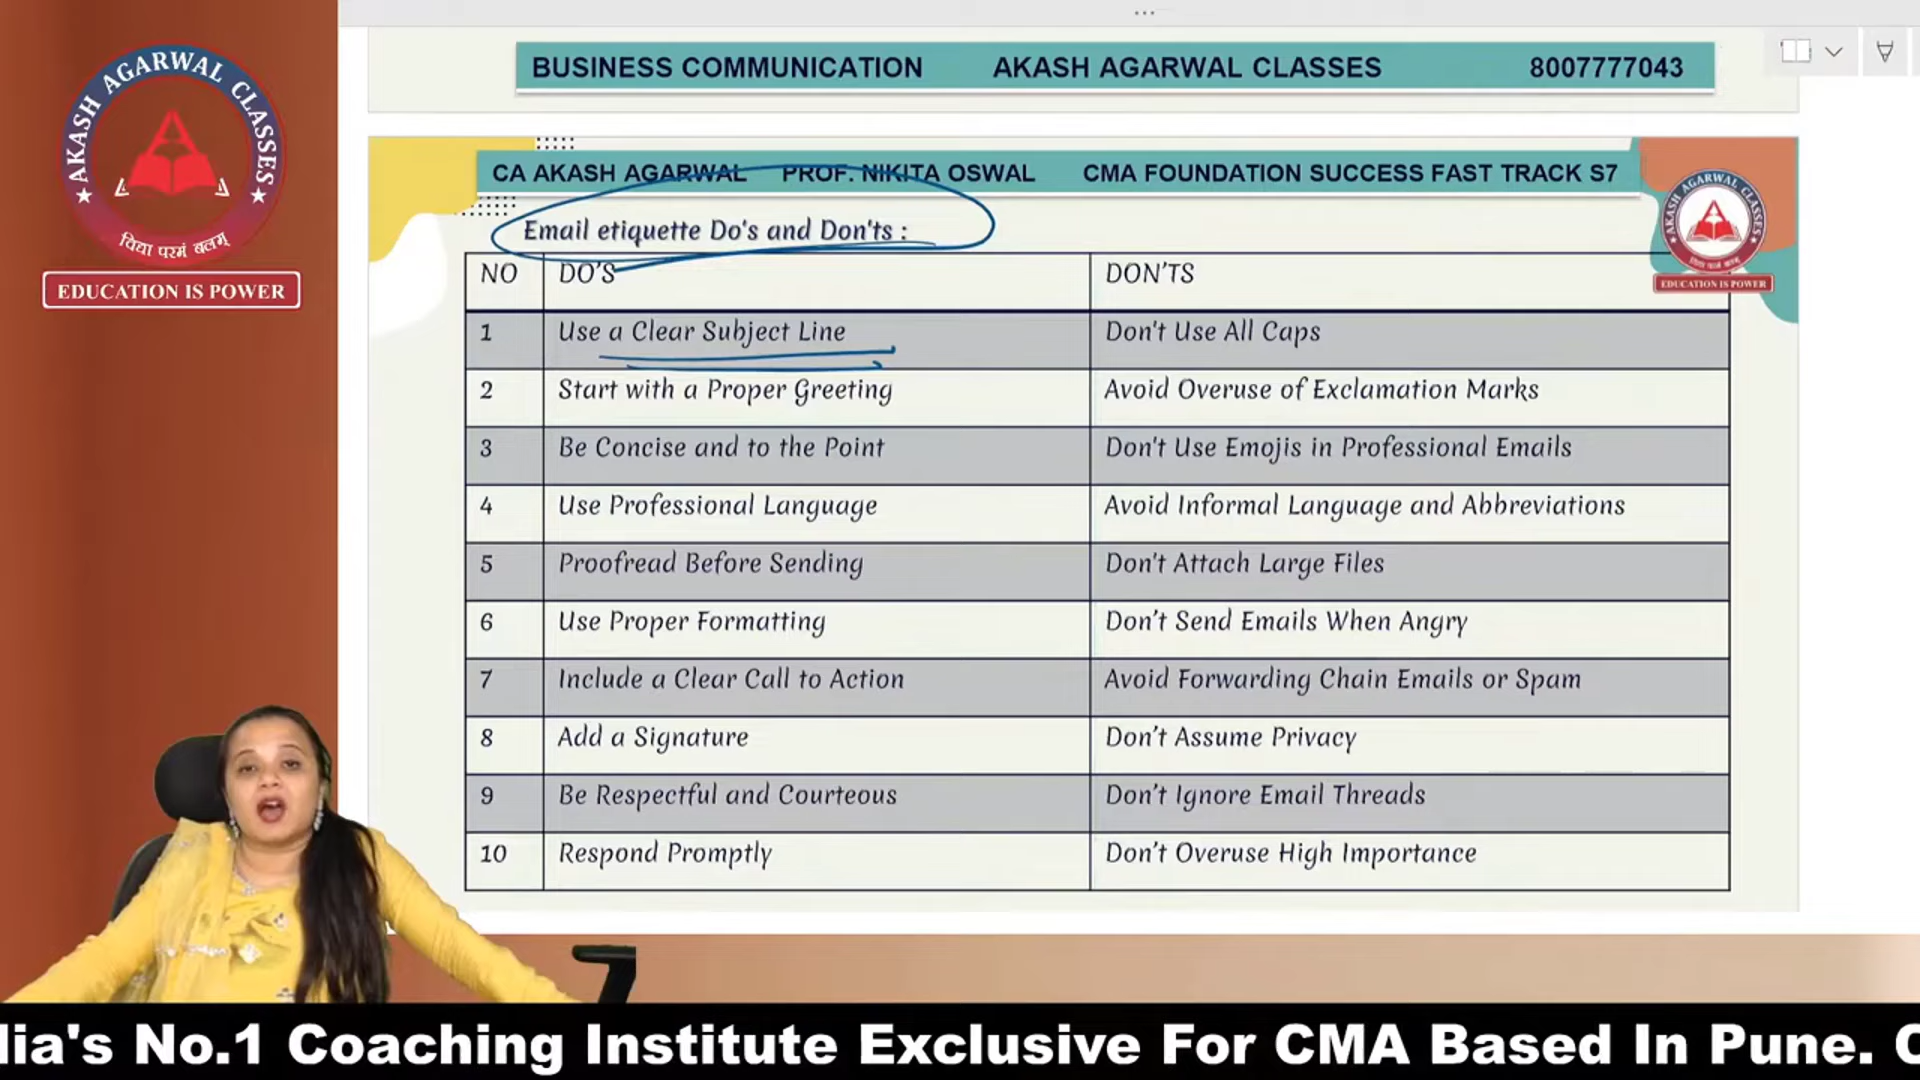 ...
BUSINESS COMMUNICATION AKASH AGARWAL CLASSES 8007777043
AKASH AGARWAL CLASSES
विद्या परमं बलम्
EDUCATION IS POWER
CA AKASH AGARWAL PROF. NIKITA OSWAL CMA FOUNDATION SUCCESS FAST TRACK S7
AKASH AGARWAL CLASSES
EDUCATION IS POWER
Email etiquette Do's and Don'ts :
NO DO’S DON’TS
1 Use a Clear Subject Line Don't Use All Caps
2 Start with a Proper Greeting Avoid Overuse of Exclamation Marks
3 Be Concise and to the Point Don't Use Emojis in Professional Emails
4 Use Professional Language Avoid Informal Language and Abbreviations
5 Proofread Before Sending Don't Attach Large Files
6 Use Proper Formatting Don’t Send Emails When Angry
7 Include a Clear Call to Action Avoid Forwarding Chain Emails or Spam
8 Add a Signature Don’t Assume Privacy
9 Be Respectful and Courteous Don’t Ignore Email Threads
10 Respond Promptly Don’t Overuse High Importance
dia's No.1 Coaching Institute Exclusive For CMA Based In Pune. C